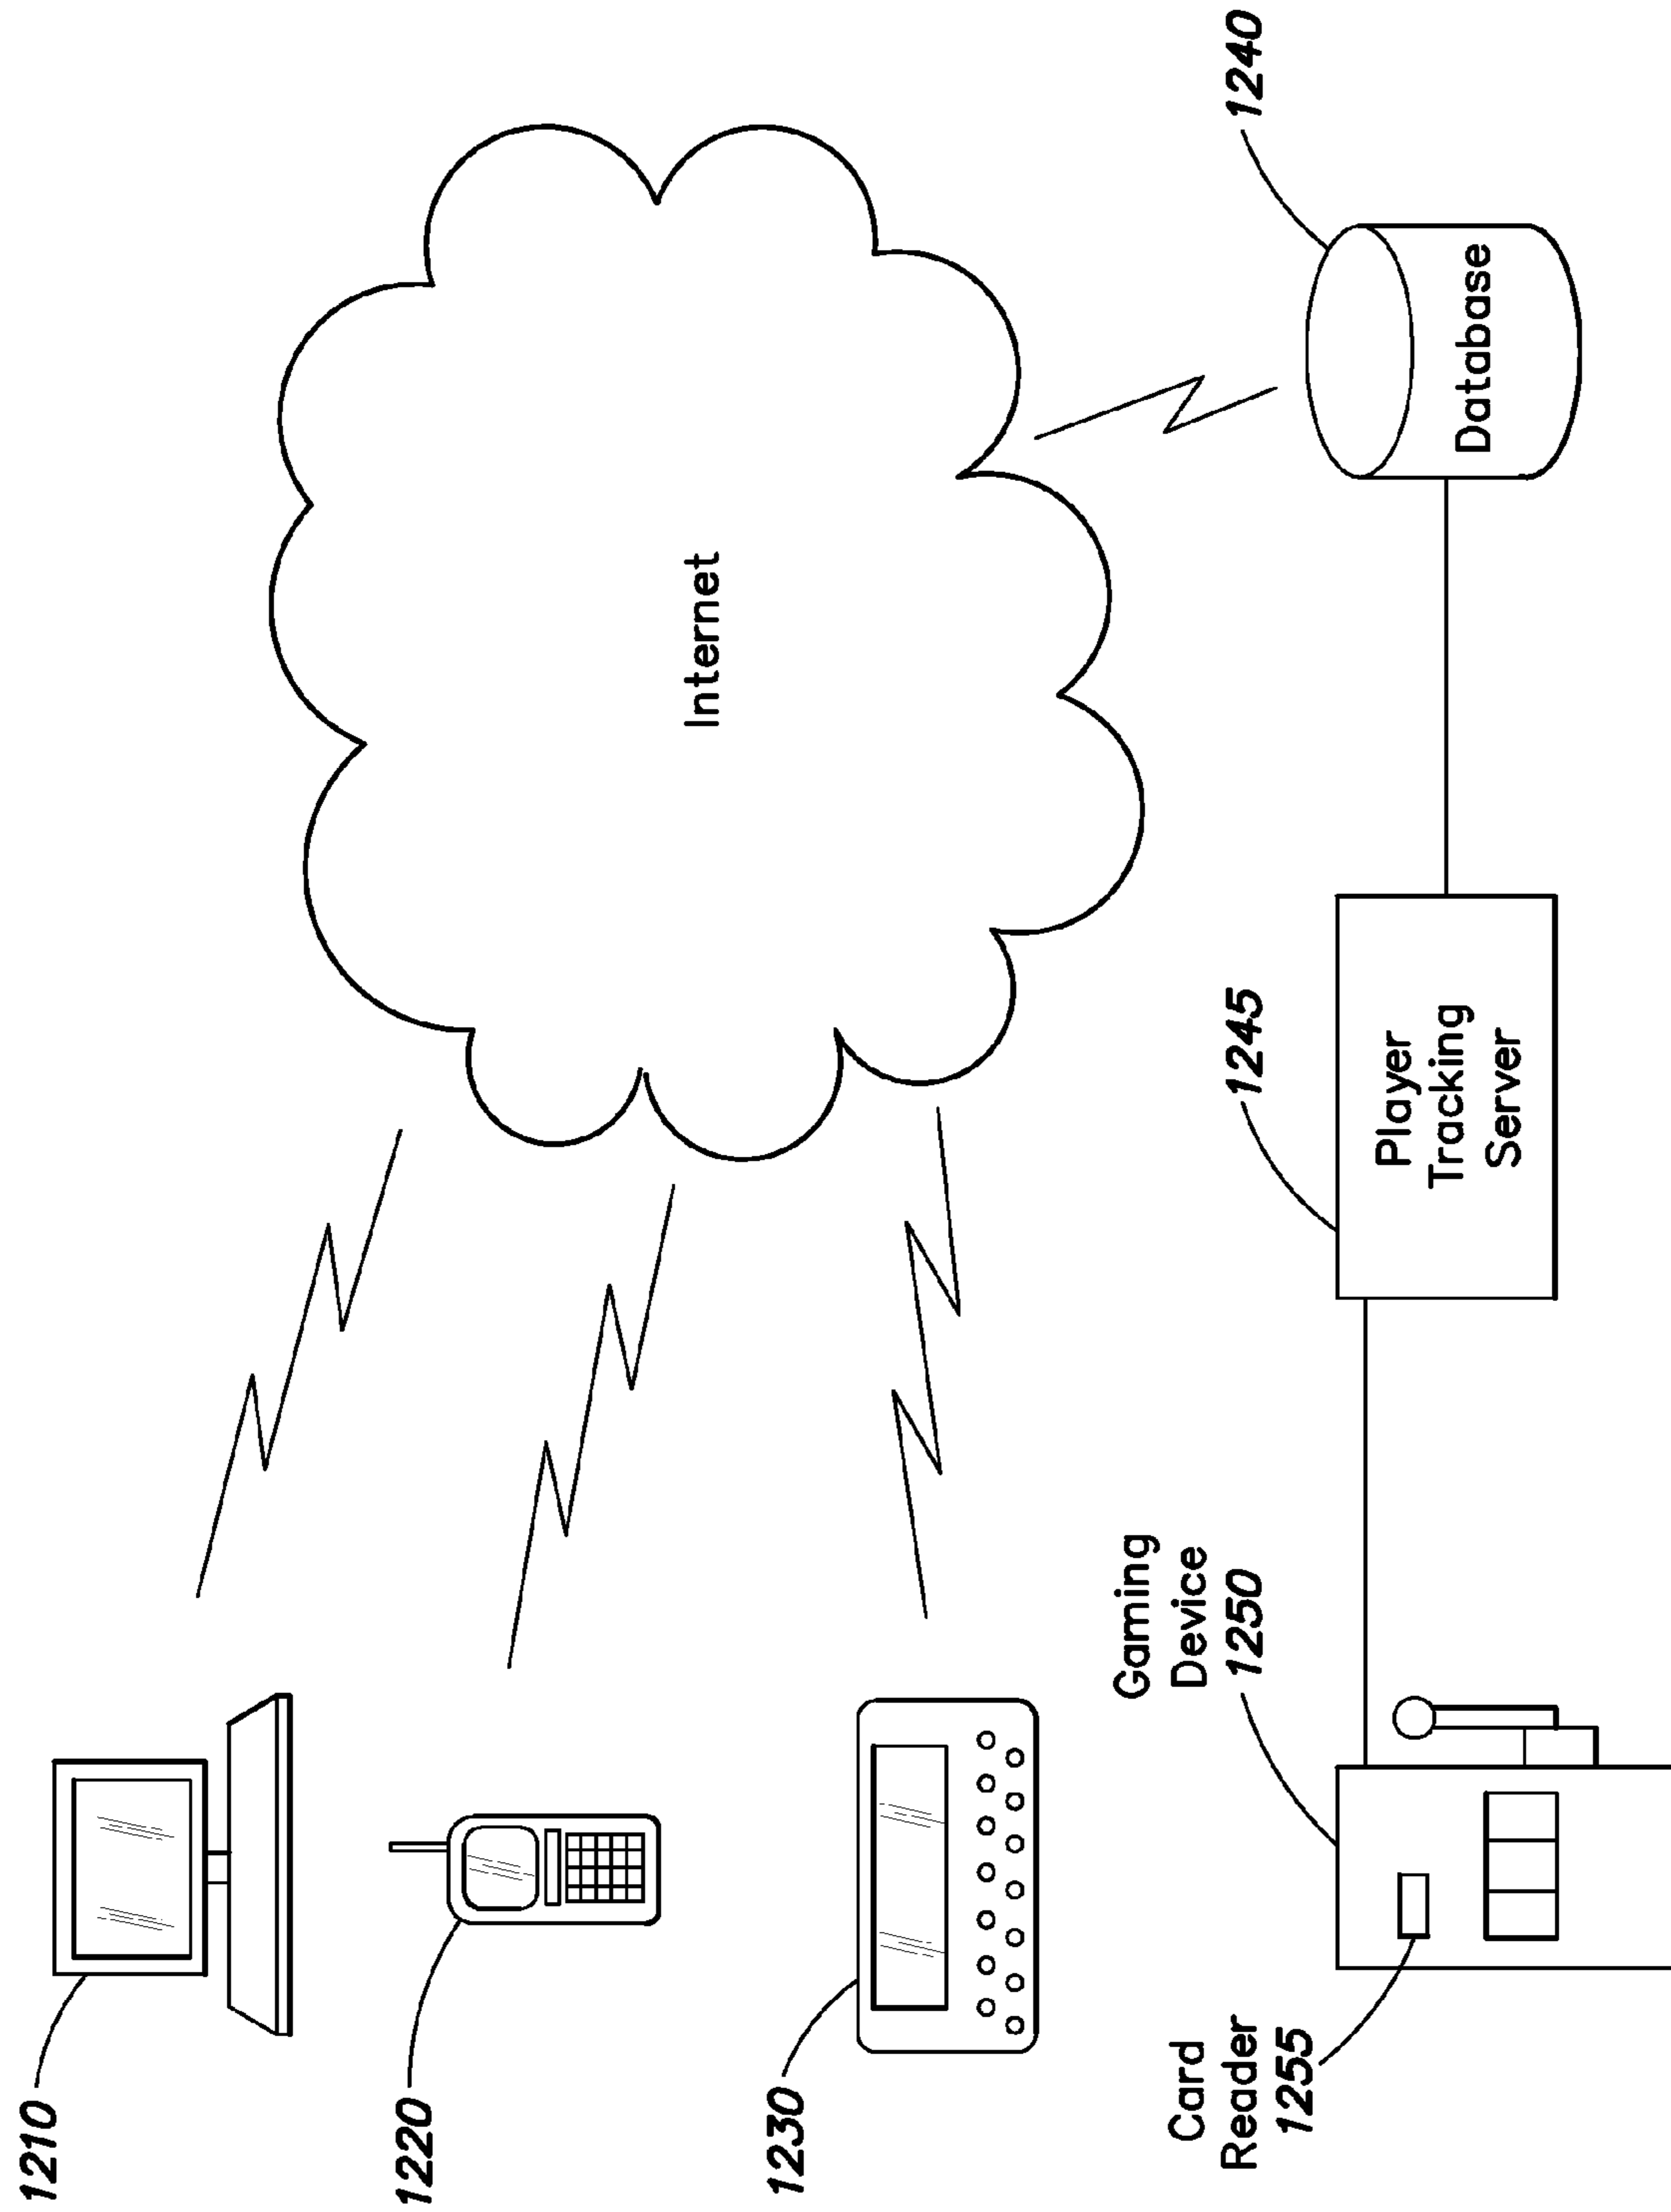 1210
1220
1230
Internet
Card
Reader
1255
Gaming
Device
1250
1245
Player
Tracking
Server
1240
Database